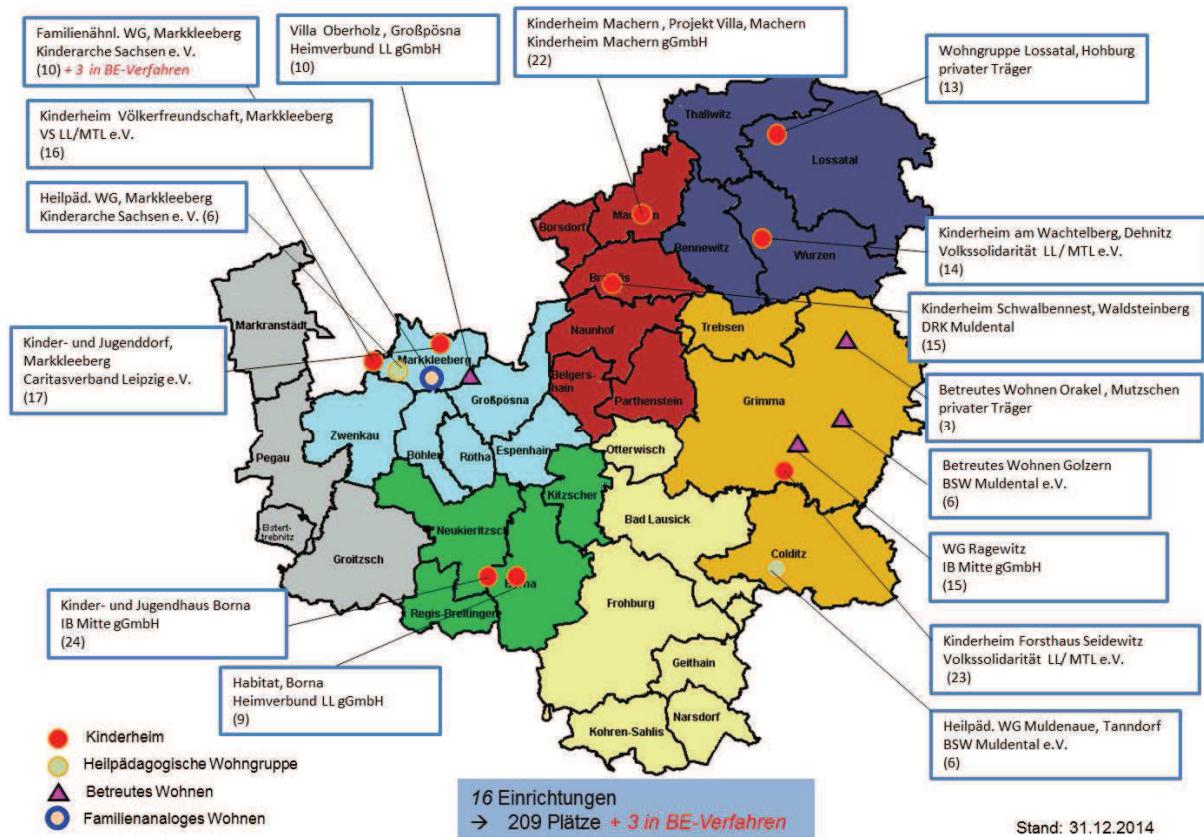 Familienähnl. WG, Markkleeberg
Kinderarche Sachsen e. V.
(10) + 3 in BE-Verfahren
Villa Oberholz , Großpösna
Heimverbund LL gGmbH
(10)
Kinderheim Machern , Projekt Villa, Machern
Kinderheim Machern gGmbH
(22)
Wohngruppe Lossatal, Hohburg
privater Träger
(13)
Kinderheim Völkerfreundschaft, Markkleeberg
VS LL/MTL e.V.
(16)
Heilpäd. WG, Markkleeberg
Kinderarche Sachsen e. V. (6)
Kinder- und Jugenddorf,
Markkleeberg
Caritasverband Leipzig e.V.
(17)
Kinderheim am Wachtelberg, Dehnitz
Volkssolidarität LL/ MTL e.V.
(14)
Kinderheim Schwalbennest, Waldsteinberg
DRK Muldental
(15)
Betreutes Wohnen Orakel , Mutzschen
privater Träger
(3)
Betreutes Wohnen Golzern
BSW Muldental e.V.
(6)
WG Ragewitz
IB Mitte gGmbH
(15)
Kinderheim Forsthaus Seidewitz
Volkssolidarität LL/ MTL e.V.
(23)
Heilpäd. WG Muldenaue, Tanndorf
BSW Muldental e.V.
(6)
Kinder- und Jugendhaus Borna
IB Mitte gGmbH
(24)
Habitat, Borna
Heimverbund LL gGmbH
(9)
Thallwitz
Lossatal
Borsdorf
Bennewitz
Wurzen
Markranstädt
Naunhof
Trebsen
Markkleeberg
Belgers-
hain
Parthenstein
Grimma
Großpösna
Zwenkau
Böhlen
Rötha
Espenhain
Otterwisch
Pegau
Kitzscher
Bad Lausick
Elstert-
trebnitz
Neukieritzsch
Groitzsch
Colditz
Regis-Breitingen
Frohburg
Geithain
Narsdorf
Kohren-Sahlis
Kinderheim
Heilpädagogische Wohngruppe
Betreutes Wohnen
Familienanaloges Wohnen
16 Einrichtungen
→ 209 Plätze + 3 in BE-Verfahren
Stand: 31.12.2014